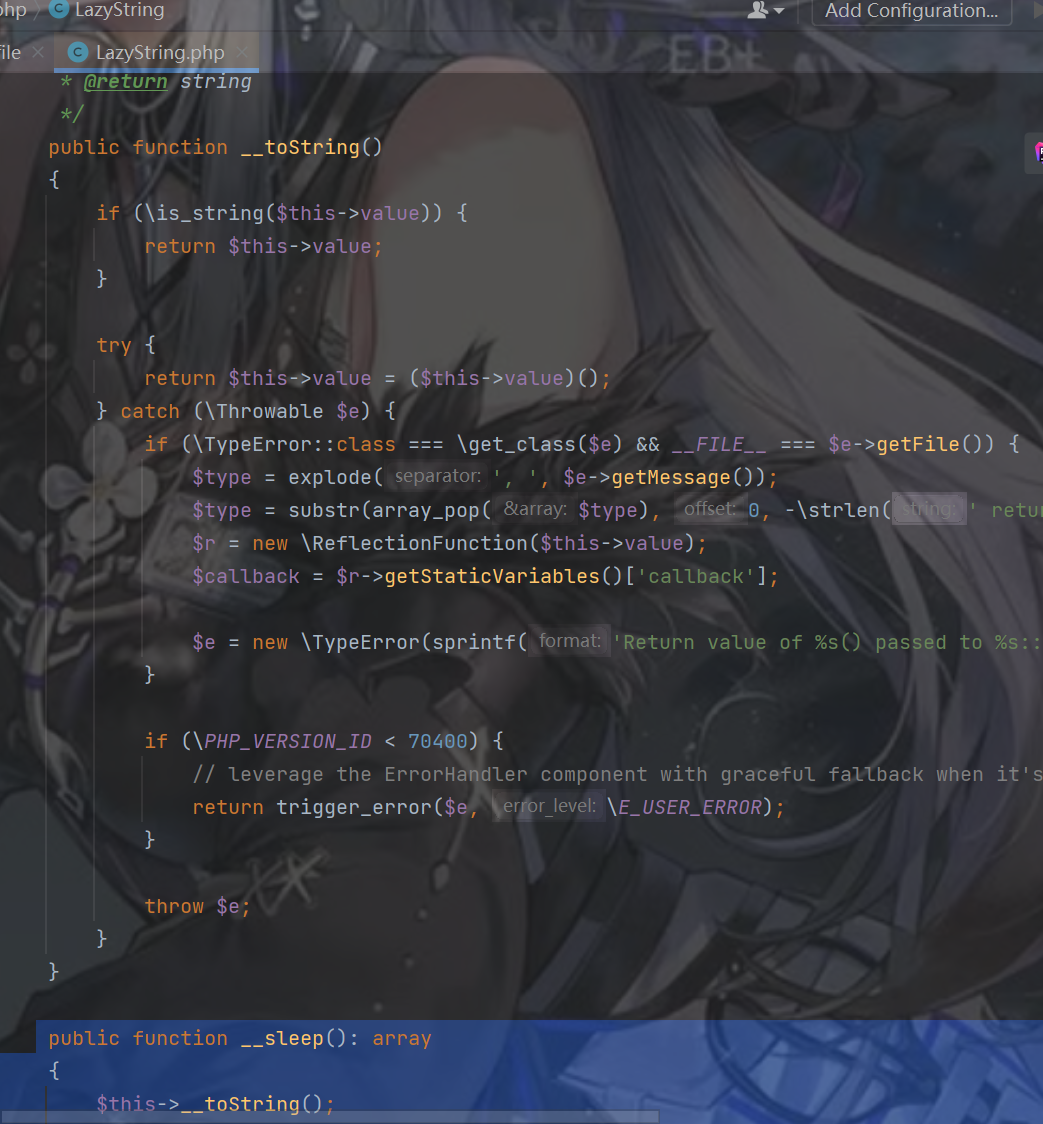 php LazyString Add Configuration...
file LazyString.php
* @return string
*/
public function __toString()
{
if (\is_string($this->value)) {
return $this->value;
}
try {
return $this->value = ($this->value)();
} catch (\Throwable $e) {
if (\TypeError::class === \get_class($e) && __FILE__ === $e->getFile()) {
$type = explode( separator: ', ', $e->getMessage());
$type = substr(array_pop( &array: $type), offset: 0, -\strlen( string: ' retu
$r = new \ReflectionFunction($this->value);
$callback = $r->getStaticVariables()['callback'];
$e = new \TypeError(sprintf( format: 'Return value of %s() passed to %s::
}
if (\PHP_VERSION_ID < 70400) {
// leverage the ErrorHandler component with graceful fallback when it's
return trigger_error($e, error_level: \E_USER_ERROR);
}
throw $e;
}
}
public function __sleep(): array
{
$this->__toString();